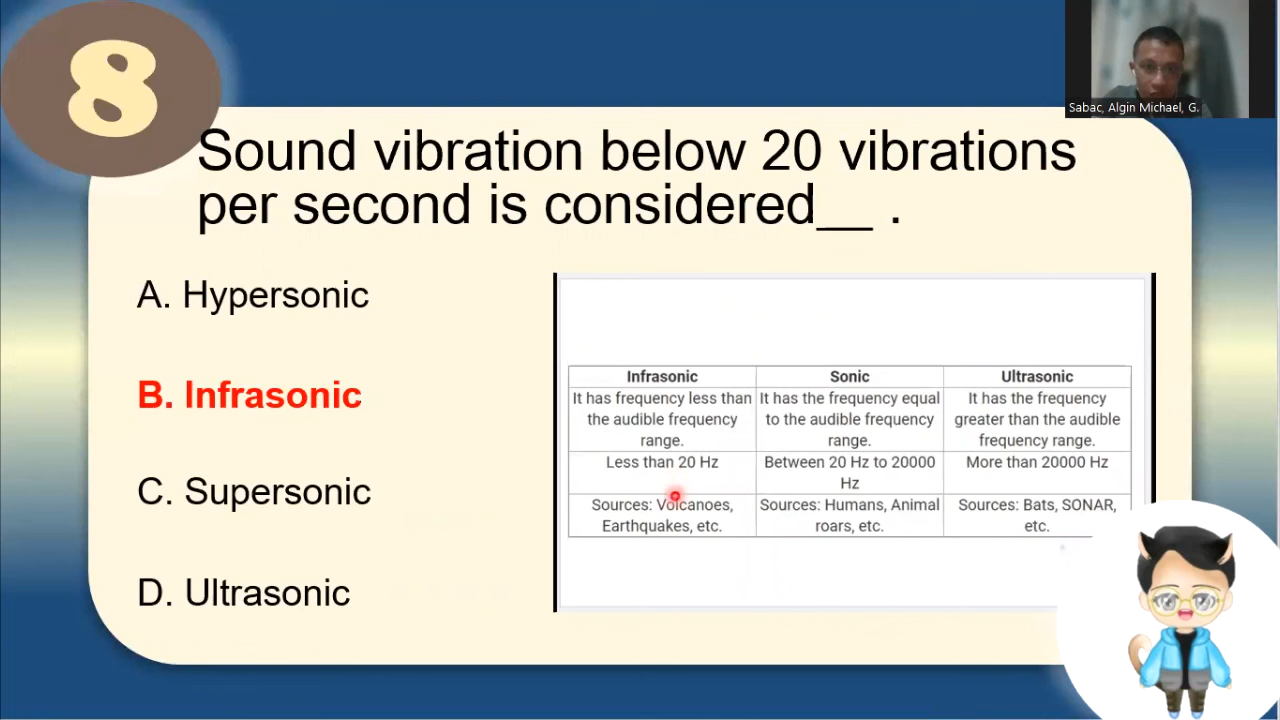 8
Sabac, Algin Michael, G.
Sound vibration below 20 vibrations
per second is considered__ .
A. Hypersonic
B. Infrasonic
C. Supersonic
D. Ultrasonic
Infrasonic Sonic Ultrasonic
It has frequency less than It has the frequency equal It has the frequency
the audible frequency to the audible frequency greater than the audible
range. range. frequency range.
Less than 20 Hz Between 20 Hz to 20000 More than 20000 Hz
Hz
Sources: Volcanoes, Sources: Humans, Animal Sources: Bats, SONAR,
Earthquakes, etc. roars, etc. etc.